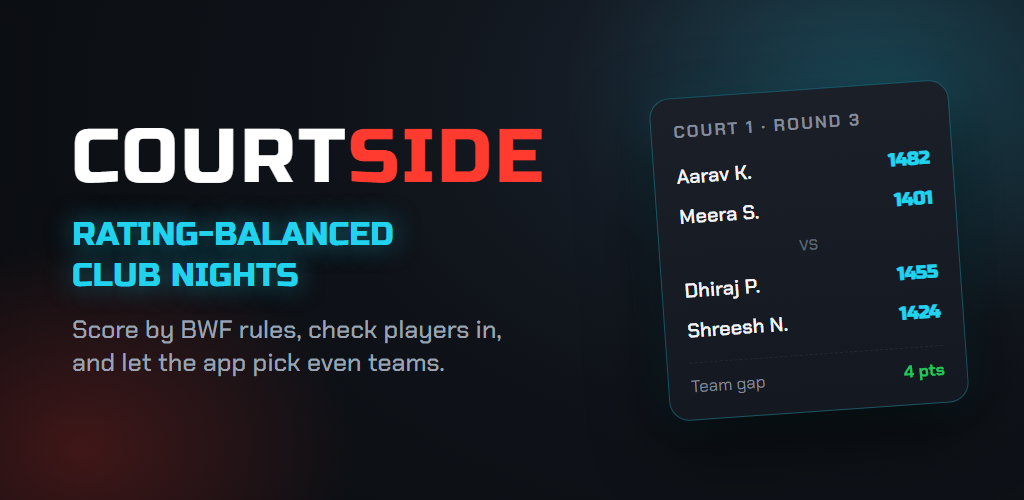 COURTSIDE
RATING-BALANCED
CLUB NIGHTS
Score by BWF rules, check players in,
and let the app pick even teams.
COURT 1 · ROUND 3
Aarav K. 1482
Meera S. 1401
VS
Dhiraj P. 1455
Shreesh N. 1424
Team gap 4 pts